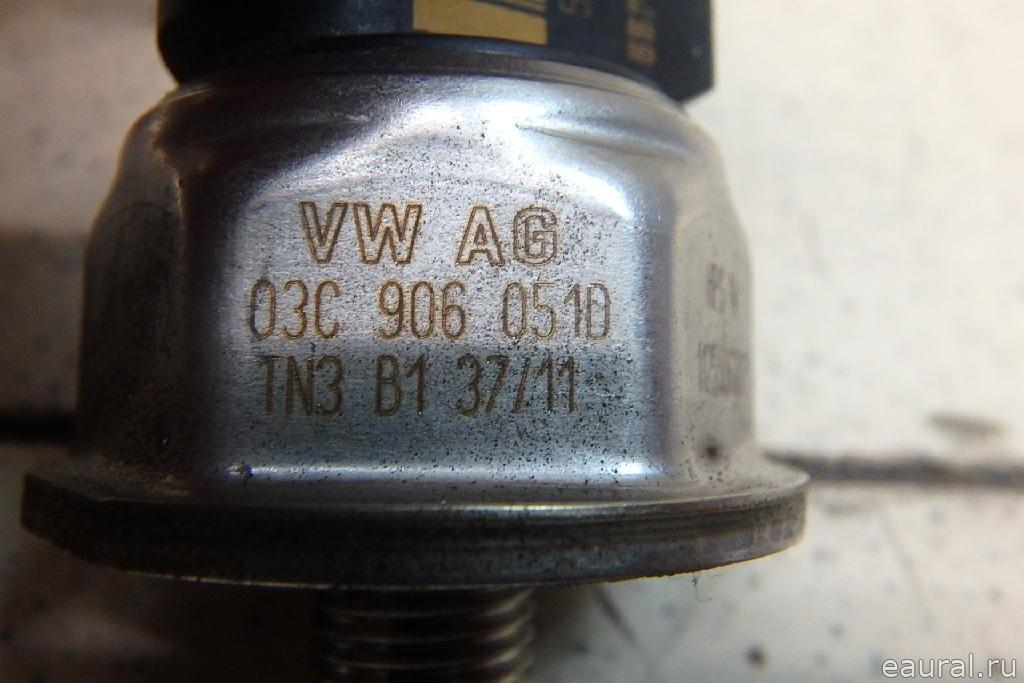 VW AG
03C 906 051D
TN3 B1 37/11
eaural.ru